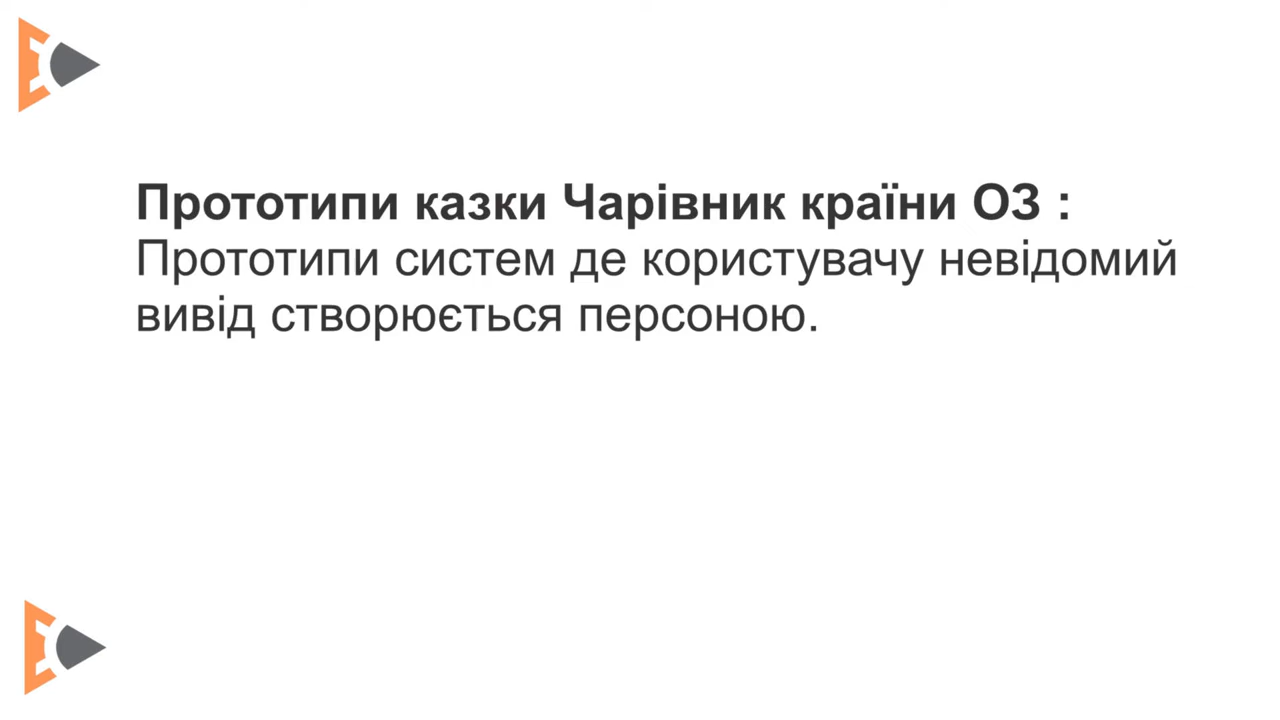 Прототипи казки Чарівник країни ОЗ :
Прототипи систем де користувачу невідомий
вивід створюється персоною.